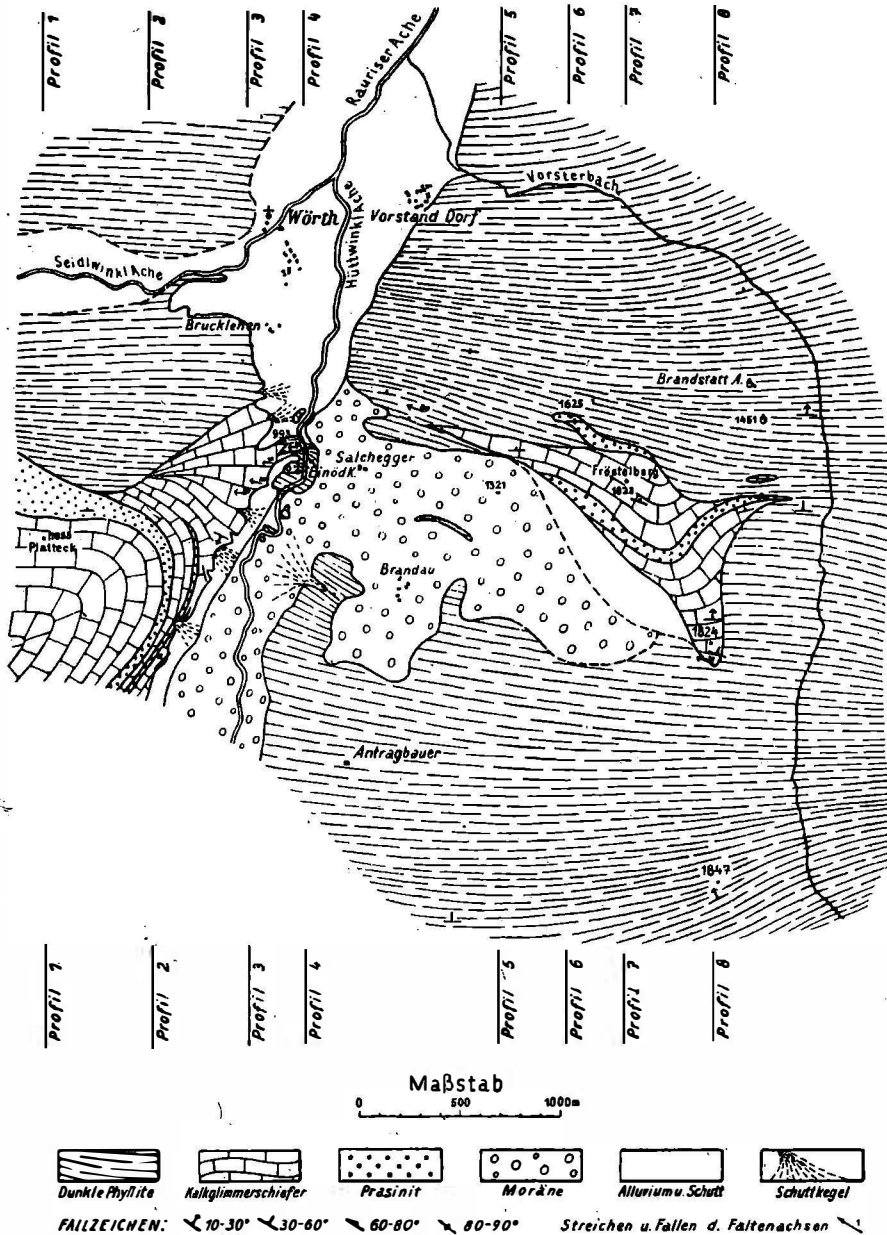 Profil 1
Profil 2
Profil 3
Profil 4
Profil 5
Profil 6
Profil 7
Profil 8
Rauriser Ache
Vorsterbach
Wörth
Vorstand Dorf
Hüttwinkl Ache
Seidlwinkl Ache
Brucklehen
Brandstatt A.
1625
1451
993
Salchegger
Einöd K.
Fröstelberg
1321
Platteck
Brandau
1824
Antragbauer
1847
Profil 1
Profil 2
Profil 3
Profil 4
Profil 5
Profil 6
Profil 7
Profil 8
Maßstab
0 500 1000m
Dunkle Phyllite
Kalkglimmerschiefer
Prasinit
Moräne
Alluvium u. Schutt
Schuttkegel
FALLZEICHEN: 10-30° 30-60° 60-80° 80-90° Streichen u. Fallen d. Faltenachsen